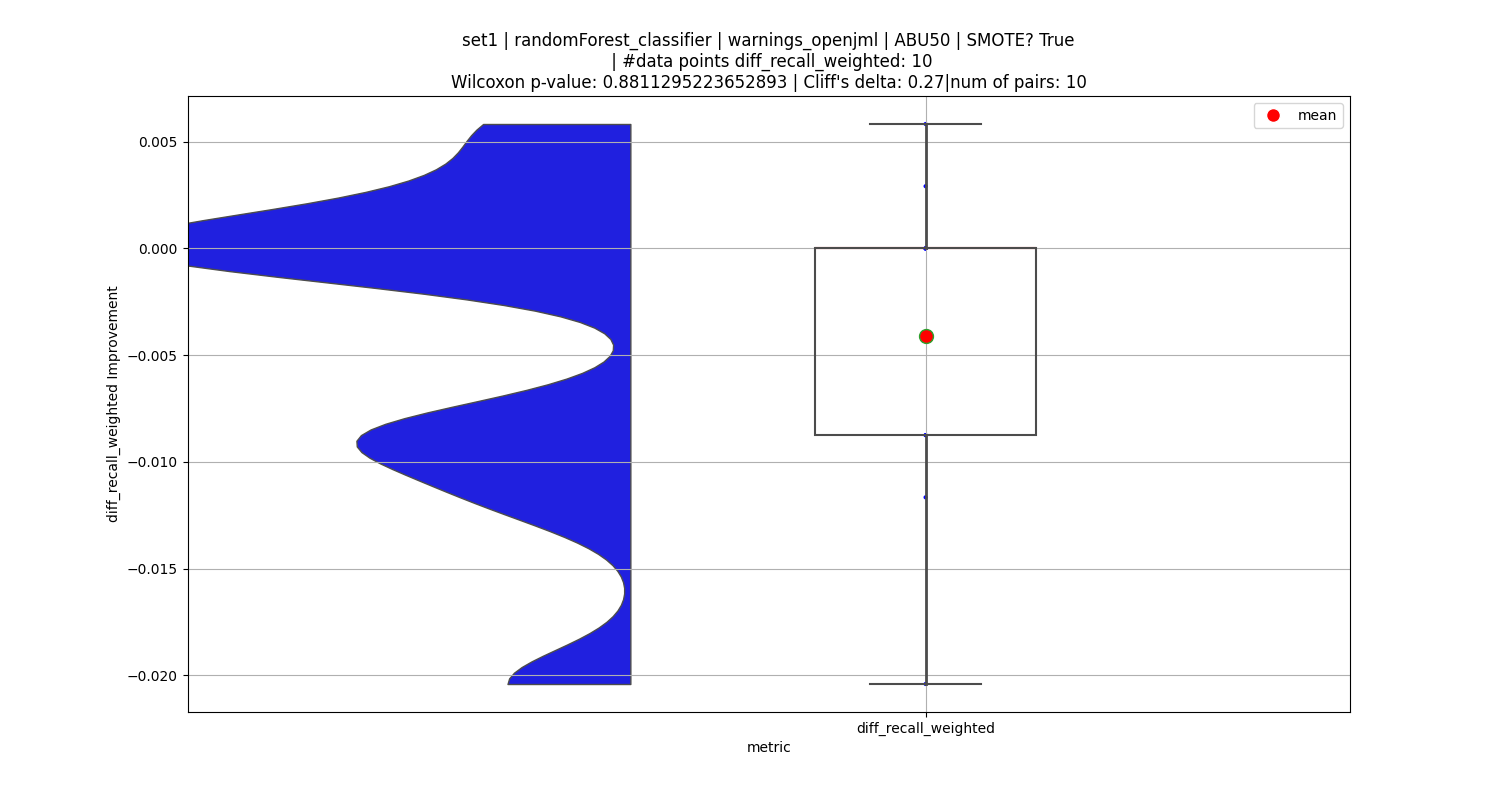 set1 | randomForest_classifier | warnings_openjml | ABU50 | SMOTE? True
| #data points diff_recall_weighted: 10
Wilcoxon p-value: 0.8811295223652893 | Cliff's delta: 0.27|num of pairs: 10
mean
0.005
0.000
−0.005
−0.010
−0.015
−0.020
diff_recall_weighted Improvement
diff_recall_weighted
metric